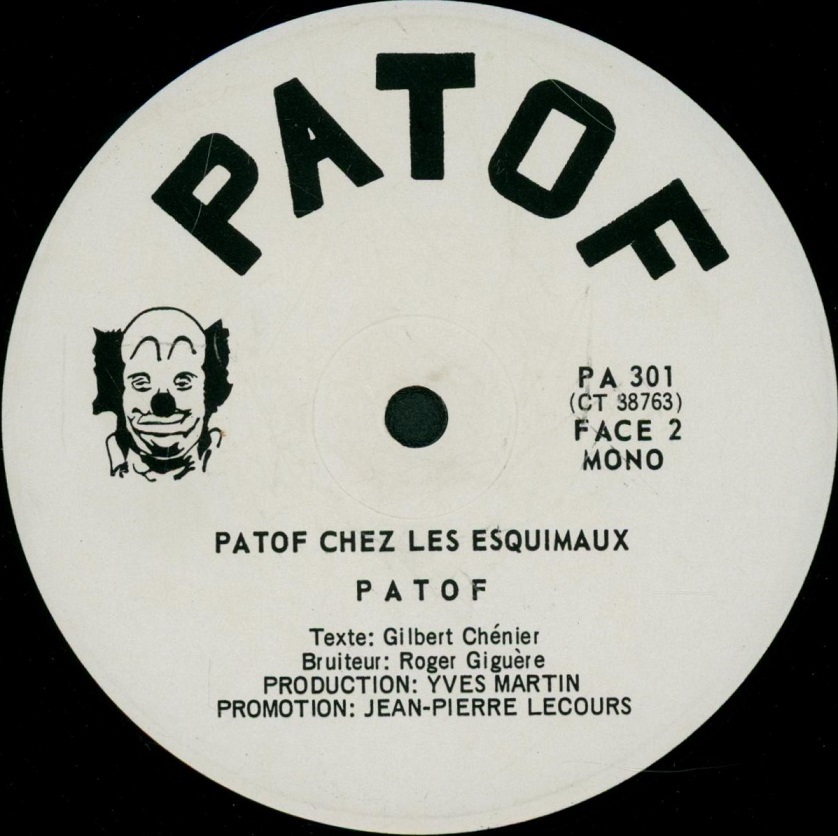 PATOF
PA 301
(CT 38763)
FACE 2
MONO
PATOF CHEZ LES ESQUIMAUX
PATOF
Texte: Gilbert Chénier
Bruiteur: Roger Giguère
PRODUCTION: YVES MARTIN
PROMOTION: JEAN-PIERRE LECOURS